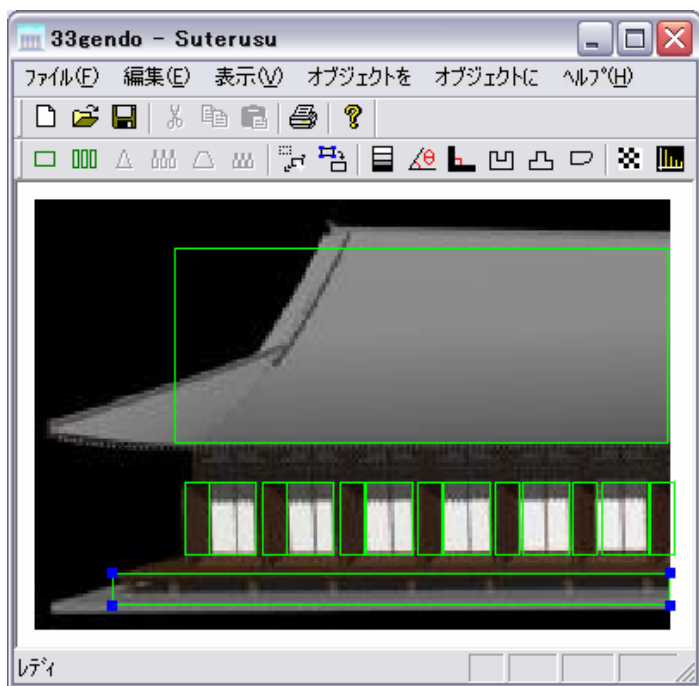 33gendo - Suterusu
ﾌｧｲﾙ(F) 編集(E) 表示(V) オブジェクトを オブジェクトに ﾍﾙﾌﾟ(H)
θ
ﾚﾃﾞｨ